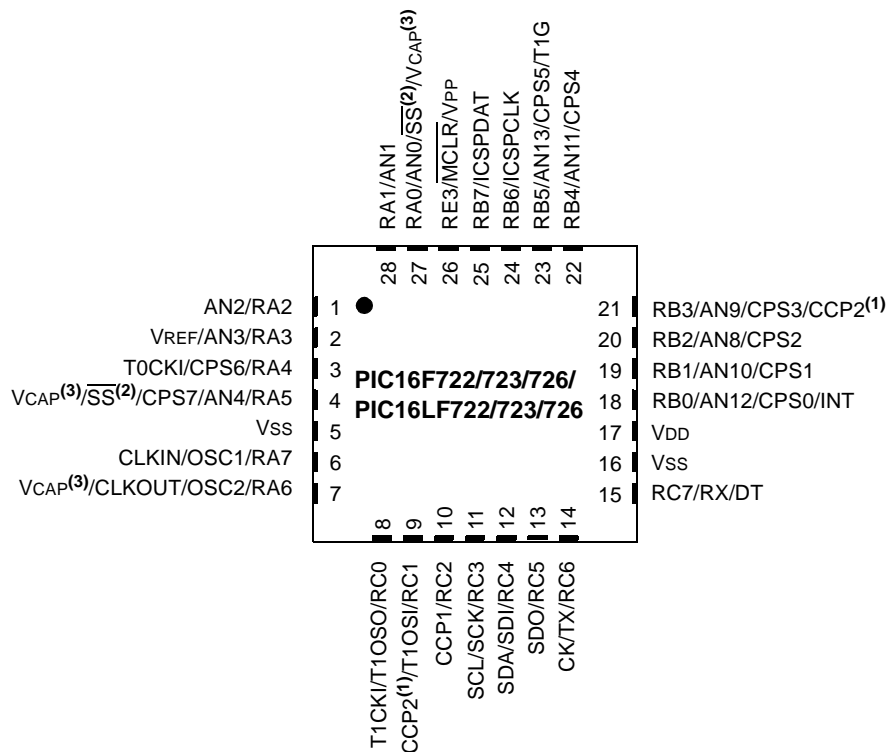 RA1/AN1
RA0/AN0/SS(2)/VCAP(3)
RE3/MCLR/VPP
RB7/ICSPDAT
RB6/ICSPCLK
RB5/AN13/CPS5/T1G
RB4/AN11/CPS4
28
27
26
25
24
23
22
AN2/RA2 1
VREF/AN3/RA3 2
T0CKI/CPS6/RA4 3
VCAP(3)/SS(2)/CPS7/AN4/RA5 4
VSS 5
CLKIN/OSC1/RA7 6
VCAP(3)/CLKOUT/OSC2/RA6 7
PIC16F722/723/726/
PIC16LF722/723/726
21 RB3/AN9/CPS3/CCP2(1)
20 RB2/AN8/CPS2
19 RB1/AN10/CPS1
18 RB0/AN12/CPS0/INT
17 VDD
16 VSS
15 RC7/RX/DT
8
9
10
11
12
13
14
T1CKI/T1OSO/RC0
CCP2(1)/T1OSI/RC1
CCP1/RC2
SCL/SCK/RC3
SDA/SDI/RC4
SDO/RC5
CK/TX/RC6